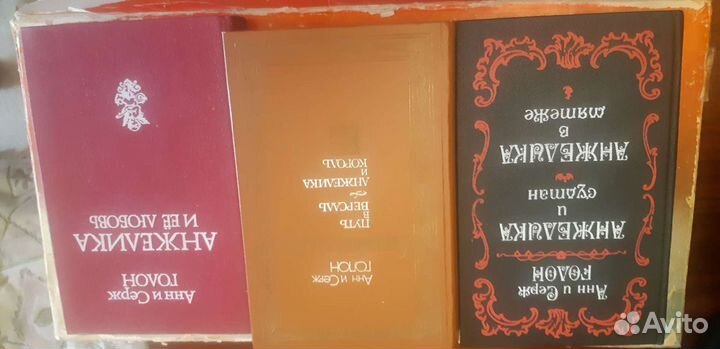 Анн и Серж
ГОЛОН
АНЖЕЛИКА
И ЕЁ ЛЮБОВЬ
Анн и Серж
ГОЛОН
ПУТЬ
В
ВЕРСАЛЬ
АНЖЕЛИКА
И
КОРОЛЬ
Анн и Серж
ГОЛОН
АНЖЕЛИКА
и
султан
АНЖЕЛИКА
в
мятеже
Avito